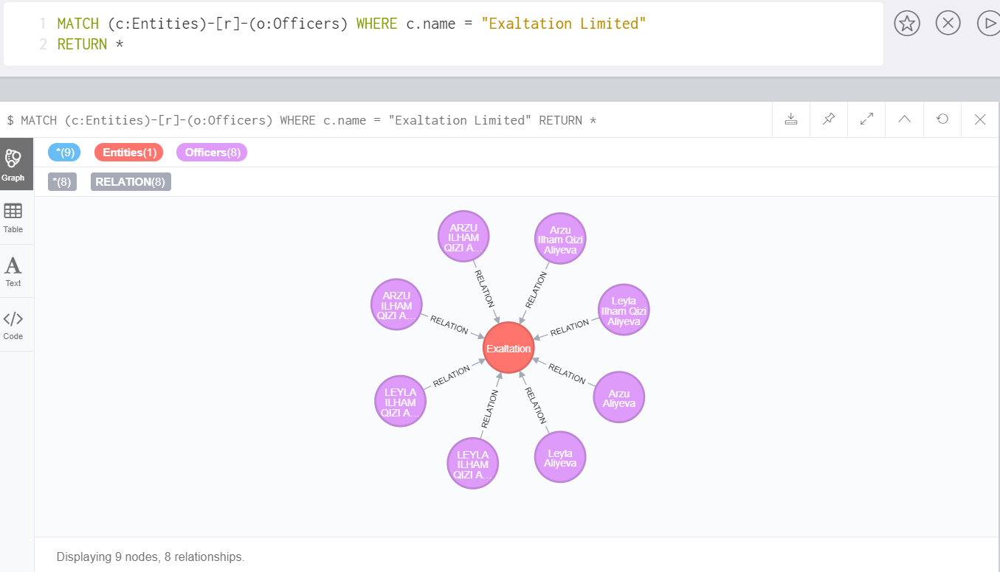 1 MATCH (c:Entities)-[r]-(o:Officers) WHERE c.name = "Exaltation Limited"
2 RETURN *
$ MATCH (c:Entities)-[r]-(o:Officers) WHERE c.name = "Exaltation Limited" RETURN *
*(9) Entities(1) Officers(8)
*(8) RELATION(8)
Graph
Table
A
Text
</>
Code
ARZU
ILHAM
QIZI A...
Arzu
Ilham Qizi
Aliyeva
ARZU
ILHAM
QIZI A...
Leyla
Ilham Qizi
Aliyeva
RELATION
RELATION
RELATION
RELATION
Exaltation
RELATION
RELATION
RELATION
RELATION
LEYLA
ILHAM
QIZI A...
Arzu
Aliyeva
LEYLA
ILHAM
QIZI A...
Leyla
Aliyeva
Displaying 9 nodes, 8 relationships.